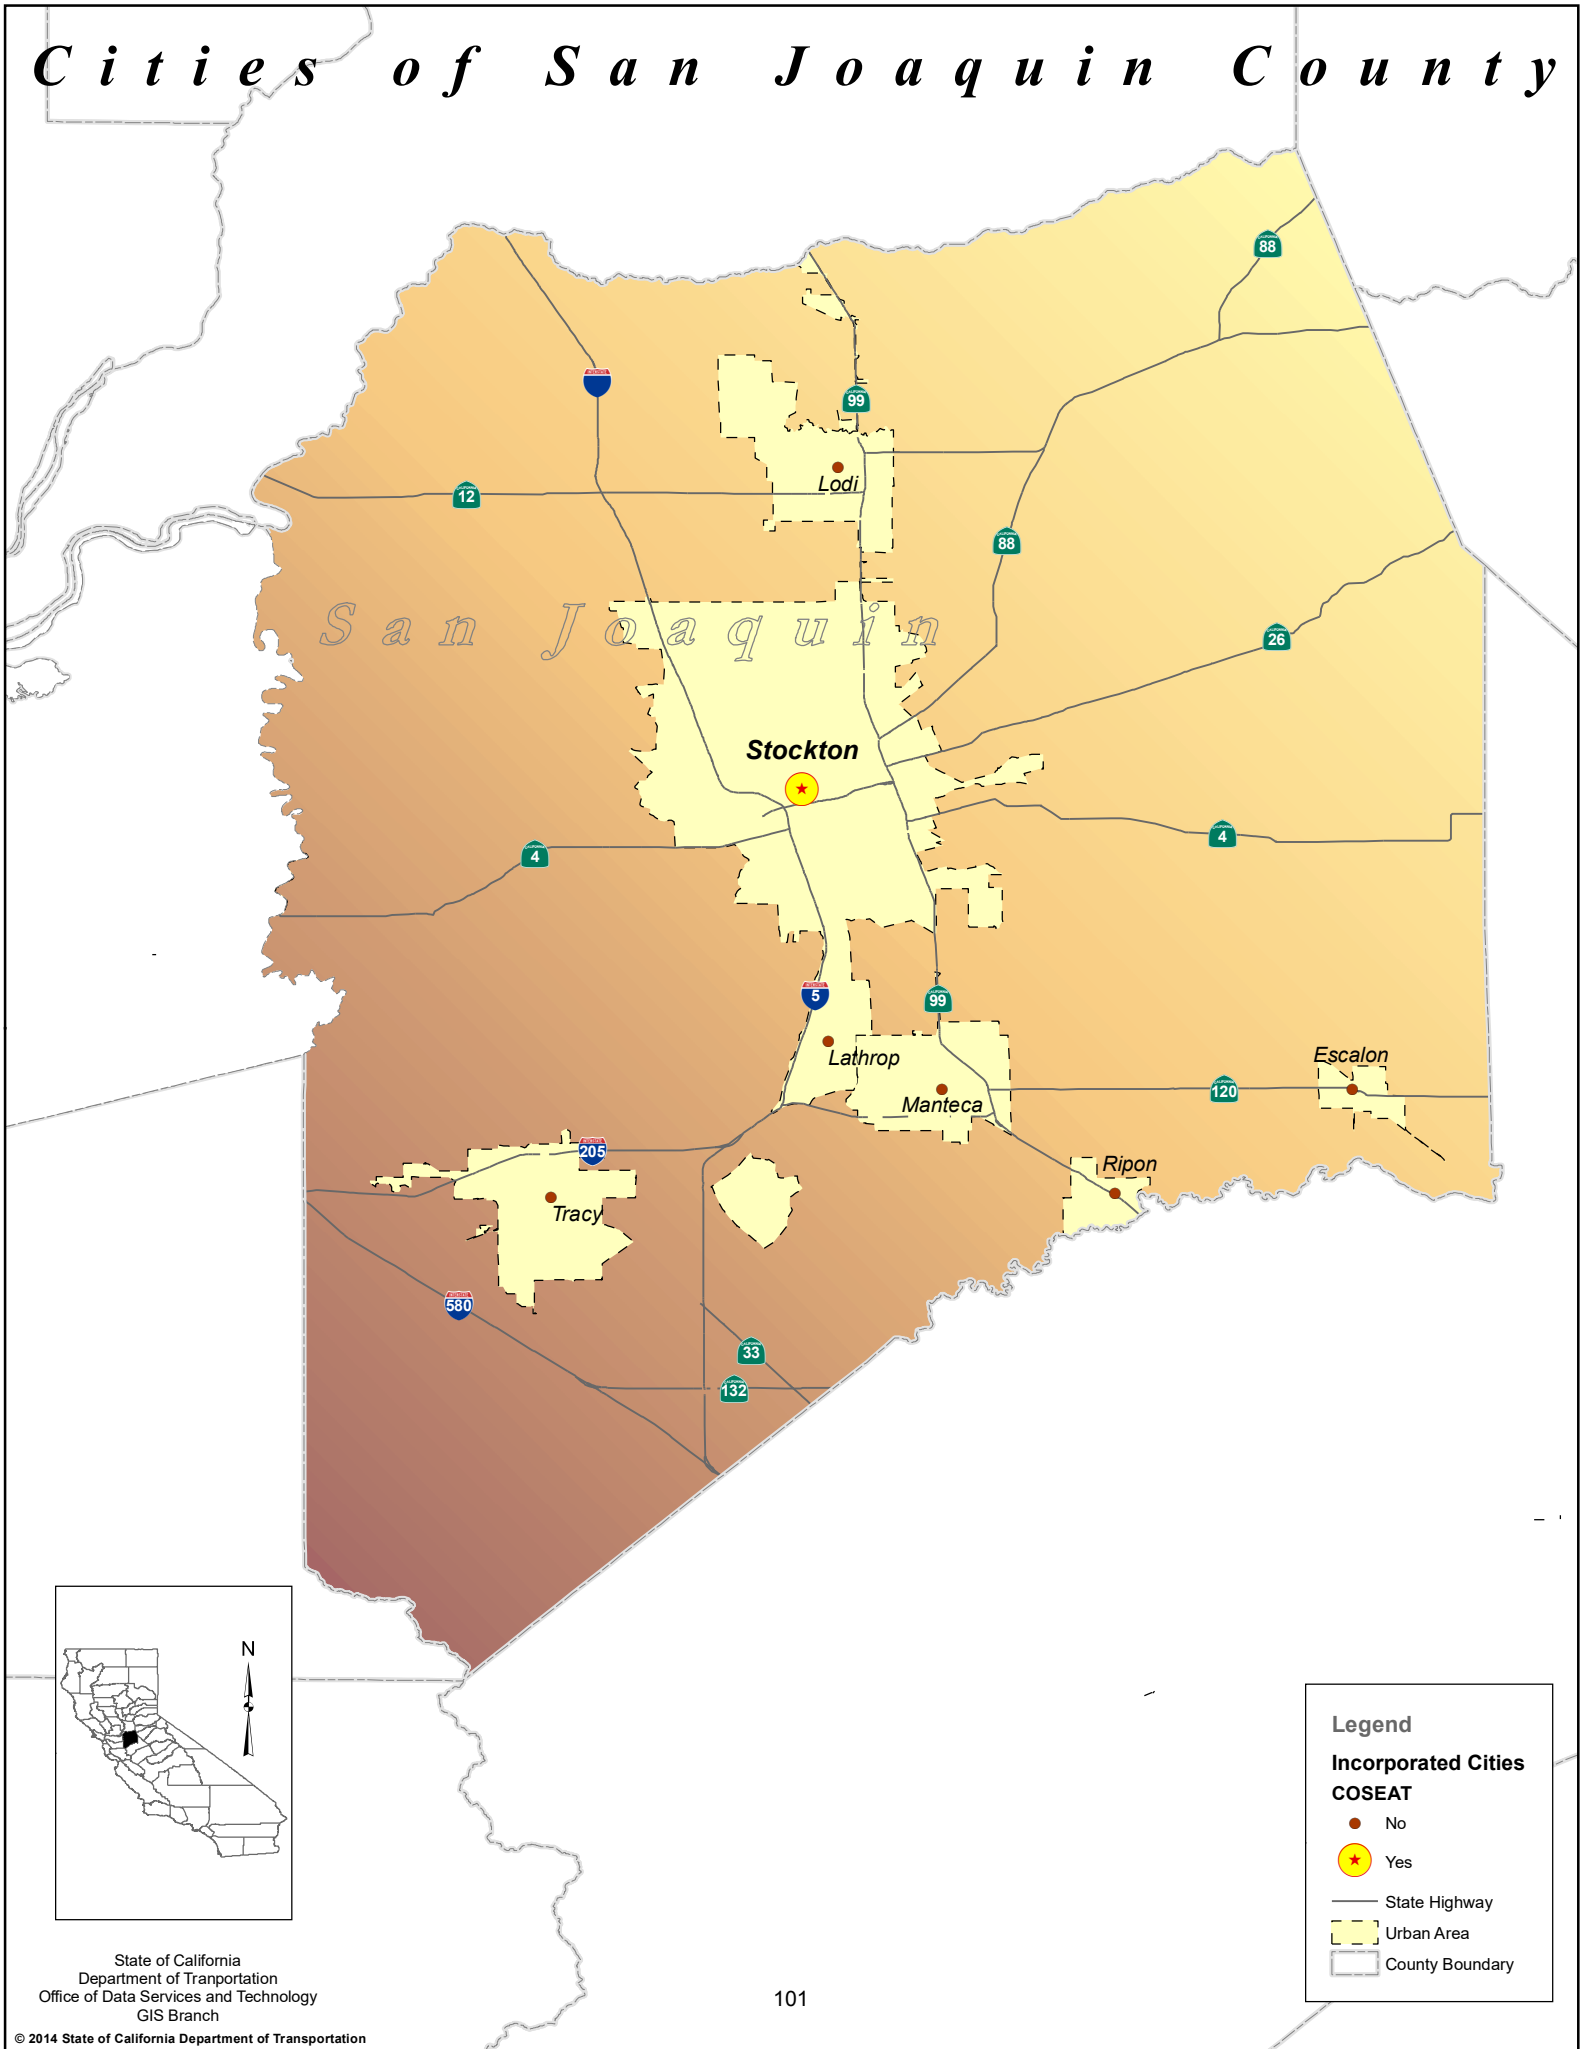 Cities of San Joaquin County
88
99
Lodi
12
88
San Joaquin
26
Stockton
4
4
5
99
Lathrop
Escalon
Manteca
120
205
Ripon
Tracy
580
33
132
N
Legend
Incorporated Cities
COSEAT
No
Yes
State Highway
Urban Area
County Boundary
State of California
Department of Tranportation
Office of Data Services and Technology
GIS Branch
© 2014 State of California Department of Transportation
101